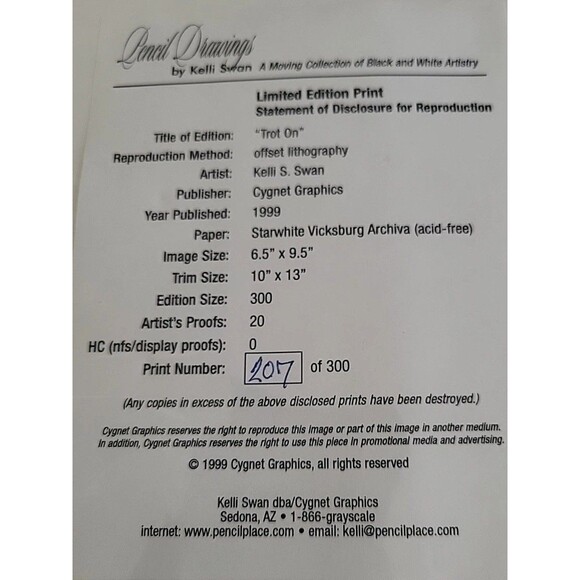 Pencil Drawings
by Kelli Swan A Moving Collection of Black and White Artistry
Limited Edition Print
Statement of Disclosure for Reproduction
Title of Edition: "Trot On"
Reproduction Method: offset lithography
Artist: Kelli S. Swan
Publisher: Cygnet Graphics
Year Published: 1999
Paper: Starwhite Vicksburg Archiva (acid-free)
Image Size: 6.5" x 9.5"
Trim Size: 10" x 13"
Edition Size: 300
Artist's Proofs: 20
HC (nfs/display proofs): 0
Print Number: 207 of 300
(Any copies in excess of the above disclosed prints have been destroyed.)
Cygnet Graphics reserves the right to reproduce this image or part of this image in another medium.
In addition, Cygnet Graphics reserves the right to use this piece in promotional media and advertising.
© 1999 Cygnet Graphics, all rights reserved
Kelli Swan dba/Cygnet Graphics
Sedona, AZ • 1-866-grayscale
internet: www.pencilplace.com • email: kelli@pencilplace.com